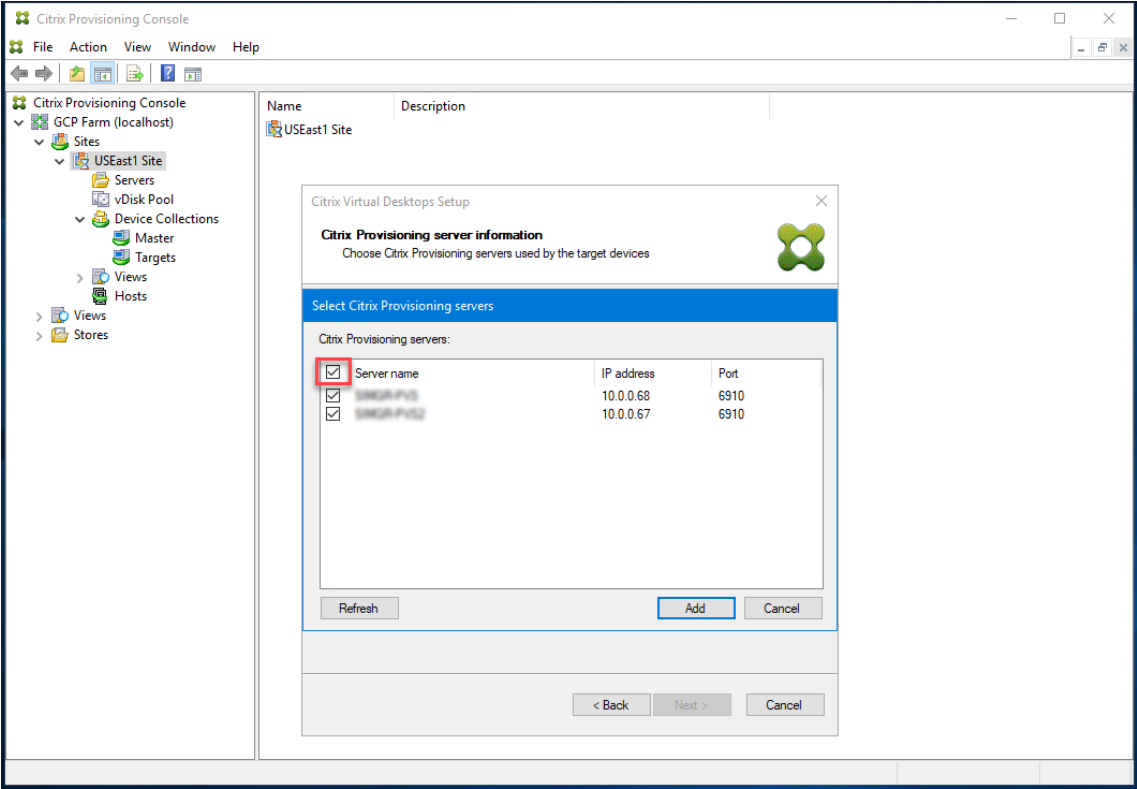 Citrix Provisioning Console
File Action View Window Help
Citrix Provisioning Console
GCP Farm (localhost)
Sites
USEast1 Site
Servers
vDisk Pool
Device Collections
Master
Targets
Views
Hosts
Views
Stores
Name Description
USEast1 Site
Citrix Virtual Desktops Setup
Citrix Provisioning server information
Choose Citrix Provisioning servers used by the target devices
Select Citrix Provisioning servers
Citrix Provisioning servers:
Server name IP address Port
10.0.0.68 6910
10.0.0.67 6910
Refresh Add Cancel
< Back Next > Cancel